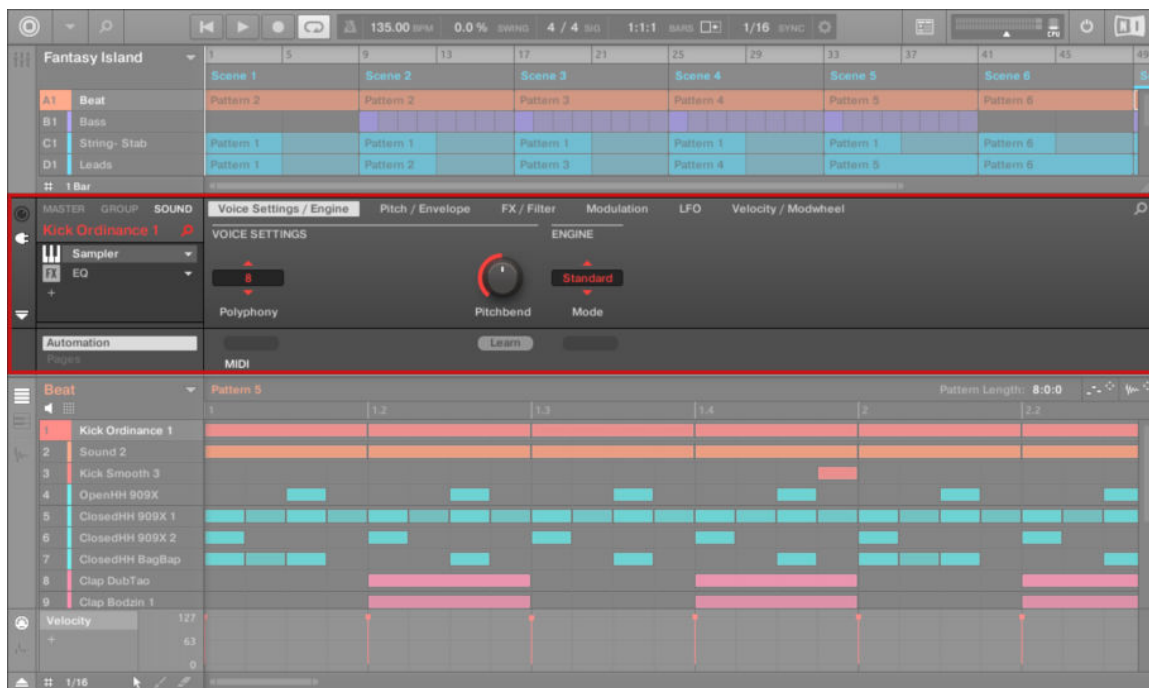 135.00 BPM 0.0 % SWING 4 / 4 SIG 1:1:1 BARS 1/16 SYNC CPU
Fantasy Island 1 5 9 13 17 21 25 29 33 37 41 45 49
Scene 1 Scene 2 Scene 3 Scene 4 Scene 5 Scene 6 S
A1 Beat Pattern 2 Pattern 2 Pattern 3 Pattern 4 Pattern 5 Pattern 6
B1 Bass
C1 String- Stab Pattern 1 Pattern 1 Pattern 1 Pattern 1 Pattern 1 Pattern 6
D1 Leads Pattern 1 Pattern 2 Pattern 3 Pattern 4 Pattern 5 Pattern 6
1 Bar
MASTER GROUP SOUND Voice Settings / Engine Pitch / Envelope FX / Filter Modulation LFO Velocity / Modwheel
Kick Ordinance 1 VOICE SETTINGS ENGINE
Sampler
FX EQ 8 Standard
+
Polyphony Pitchbend Mode
Automation Learn
Pages MIDI
Beat Pattern 5 Pattern Length: 8:0:0
1 1.2 1.3 1.4 2 2.2
1 Kick Ordinance 1
2 Sound 2
3 Kick Smooth 3
4 OpenHH 909X
5 ClosedHH 909X 1
6 ClosedHH 909X 2
7 ClosedHH BagBap
8 Clap DubTao
9 Clap Bodzin 1
Velocity 127
+ 63
0
1/16